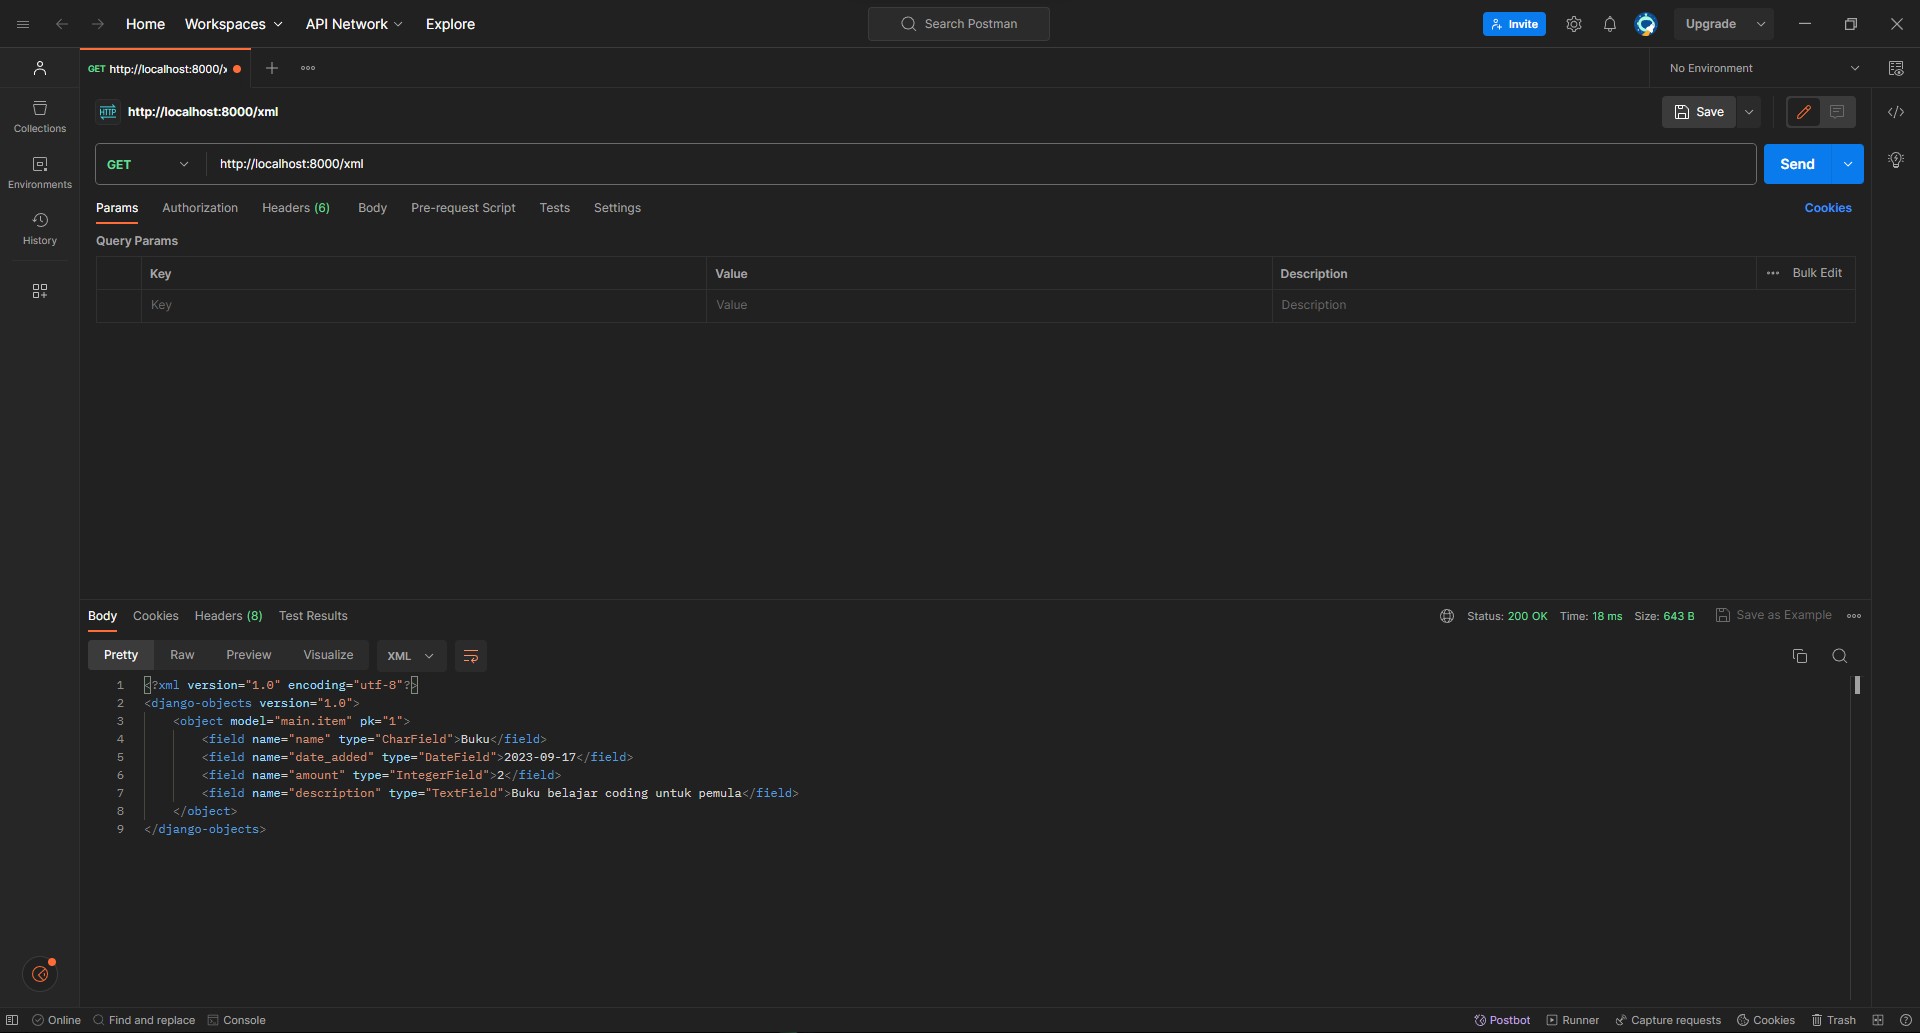 Home Workspaces API Network Explore Search Postman Invite Upgrade
GET http://localhost:8000/x No Environment
HTTP http://localhost:8000/xml Save
GET http://localhost:8000/xml Send
Params Authorization Headers (6) Body Pre-request Script Tests Settings Cookies
Collections
Environments
History
Query Params
Key Value Description Bulk Edit
Key Value Description
Body Cookies Headers (8) Test Results Status: 200 OK Time: 18 ms Size: 643 B Save as Example
Pretty Raw Preview Visualize XML
1 <?xml version="1.0" encoding="utf-8"?>
2 <django-objects version="1.0">
3 <object model="main.item" pk="1">
4 <field name="name" type="CharField">Buku</field>
5 <field name="date_added" type="DateField">2023-09-17</field>
6 <field name="amount" type="IntegerField">2</field>
7 <field name="description" type="TextField">Buku belajar coding untuk pemula</field>
8 </object>
9 </django-objects>
Online Find and replace Console Postbot Runner Capture requests Cookies Trash